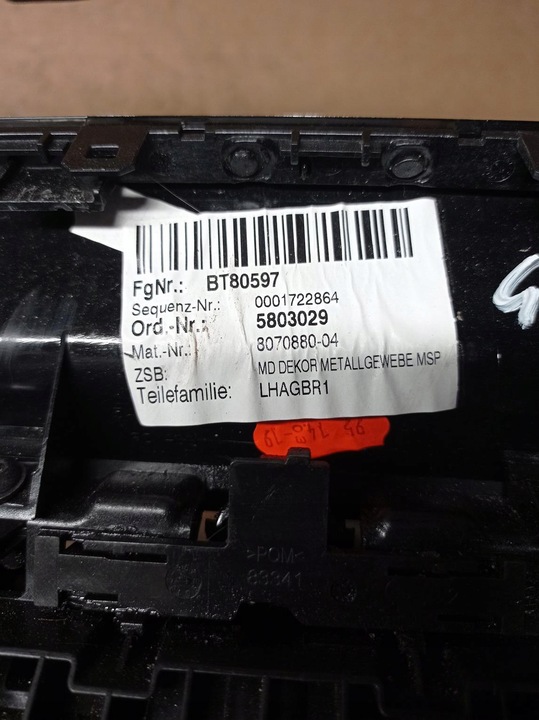 FgNr.: BT80597
Sequenz-Nr.: 0001722864
Ord.-Nr.: 5803029
Mat.-Nr.: 8070880-04
ZSB: MD DEKOR METALLGEWEBE MSP
Teilefamilie: LHAGBR1
>POM<